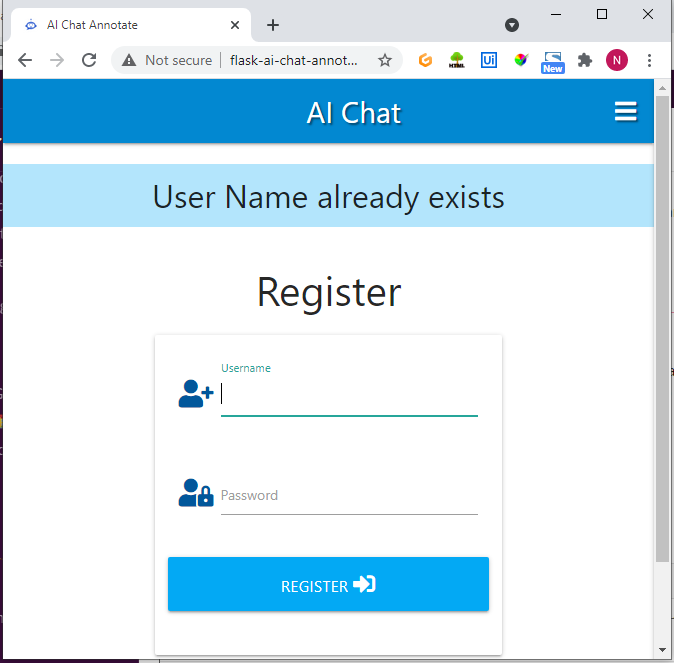 AI Chat Annotate
Not secure
flask-ai-chat-annot...
HTML
Ui
New
N
AI Chat
User Name already exists
Register
Username
Password
REGISTER